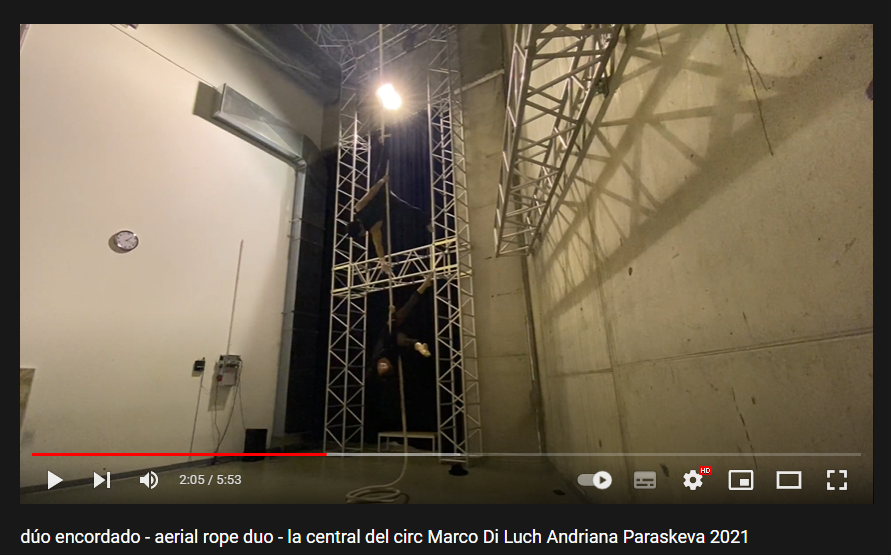 HD
2:05 / 5:53
dúo encordado - aerial rope duo - la central del circ Marco Di Luch Andriana Paraskeva 2021